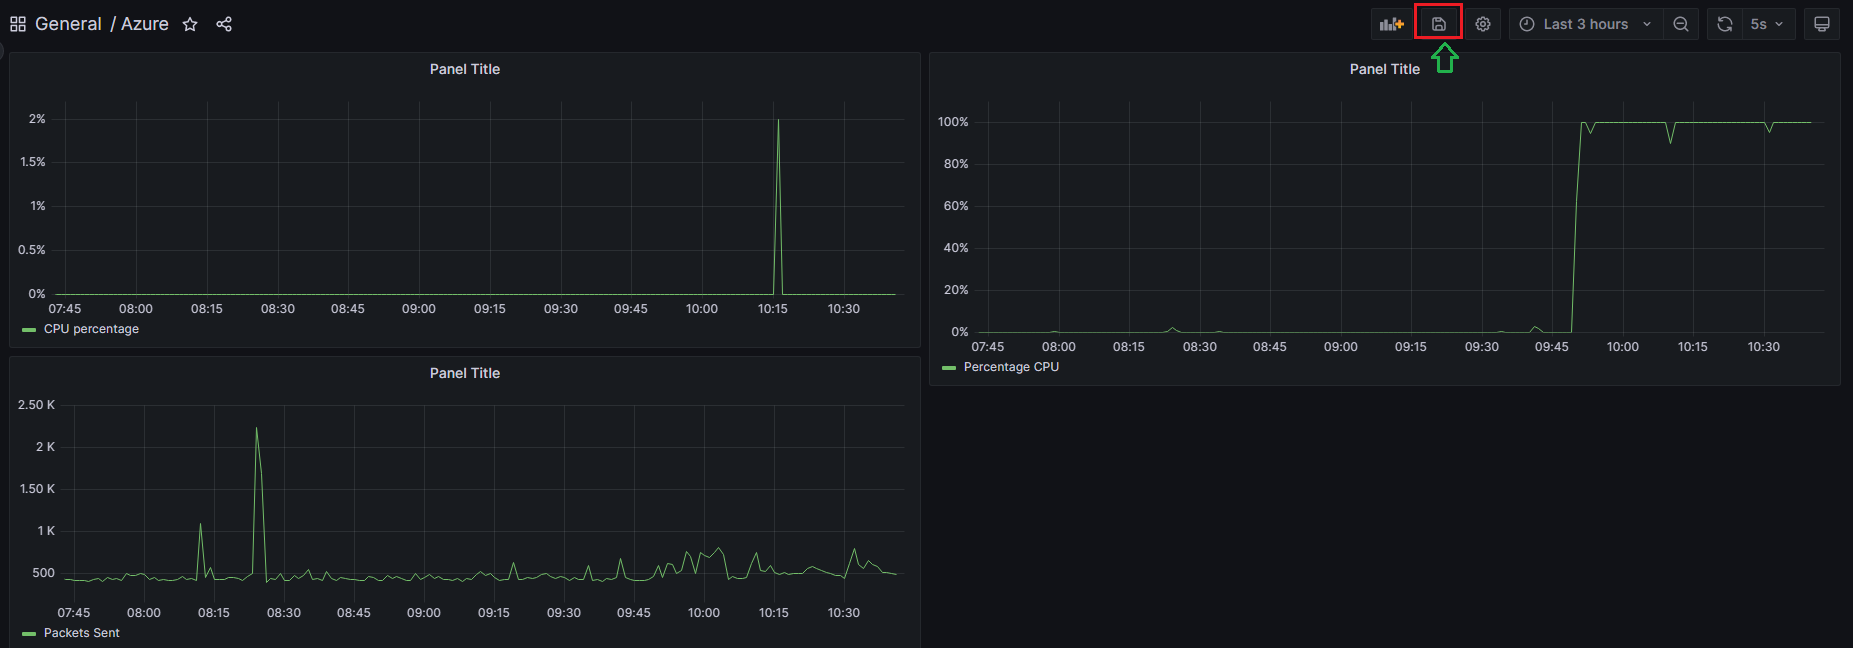 General / Azure
Last 3 hours
5s
Panel Title
2%
1.5%
1%
0.5%
0%
07:45 08:00 08:15 08:30 08:45 09:00 09:15 09:30 09:45 10:00 10:15 10:30
CPU percentage
Panel Title
100%
80%
60%
40%
20%
0%
07:45 08:00 08:15 08:30 08:45 09:00 09:15 09:30 09:45 10:00 10:15 10:30
Percentage CPU
Panel Title
2.50 K
2 K
1.50 K
1 K
500
07:45 08:00 08:15 08:30 08:45 09:00 09:15 09:30 09:45 10:00 10:15 10:30
Packets Sent